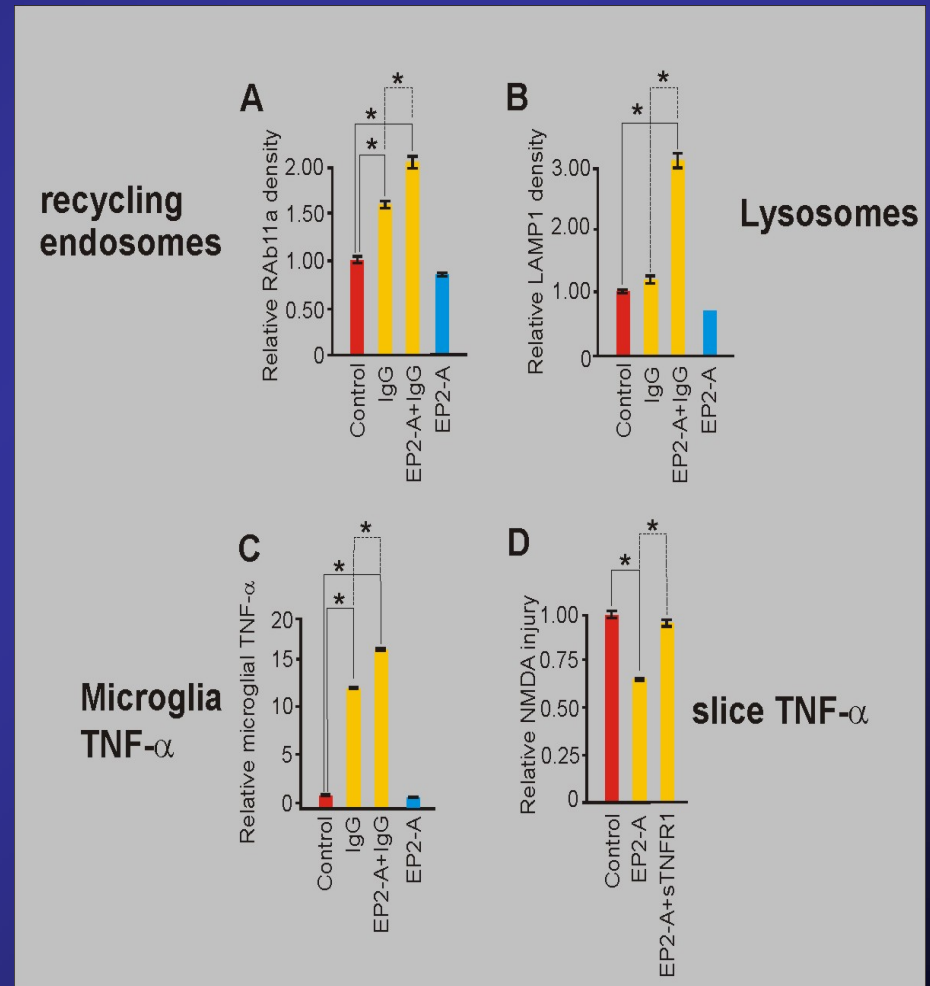 A
*
*
*
Relative RAb11a density
2.00
1.50
1.00
0.50
0
Control
IgG
EP2-A+IgG
EP2-A
recycling
endosomes
B
*
*
Relative LAMP1 density
3.00
2.00
1.00
0
Control
IgG
EP2-A+IgG
EP2-A
Lysosomes
C
*
*
*
Relative microglial TNF-α
20
15
10
5
0
Control
IgG
EP2-A+IgG
EP2-A
Microglia
TNF-α
D
*
*
Relative NMDA injury
1.00
0.75
0.50
0.25
0
Control
EP2-A
EP2-A+sTNFR1
slice TNF-α